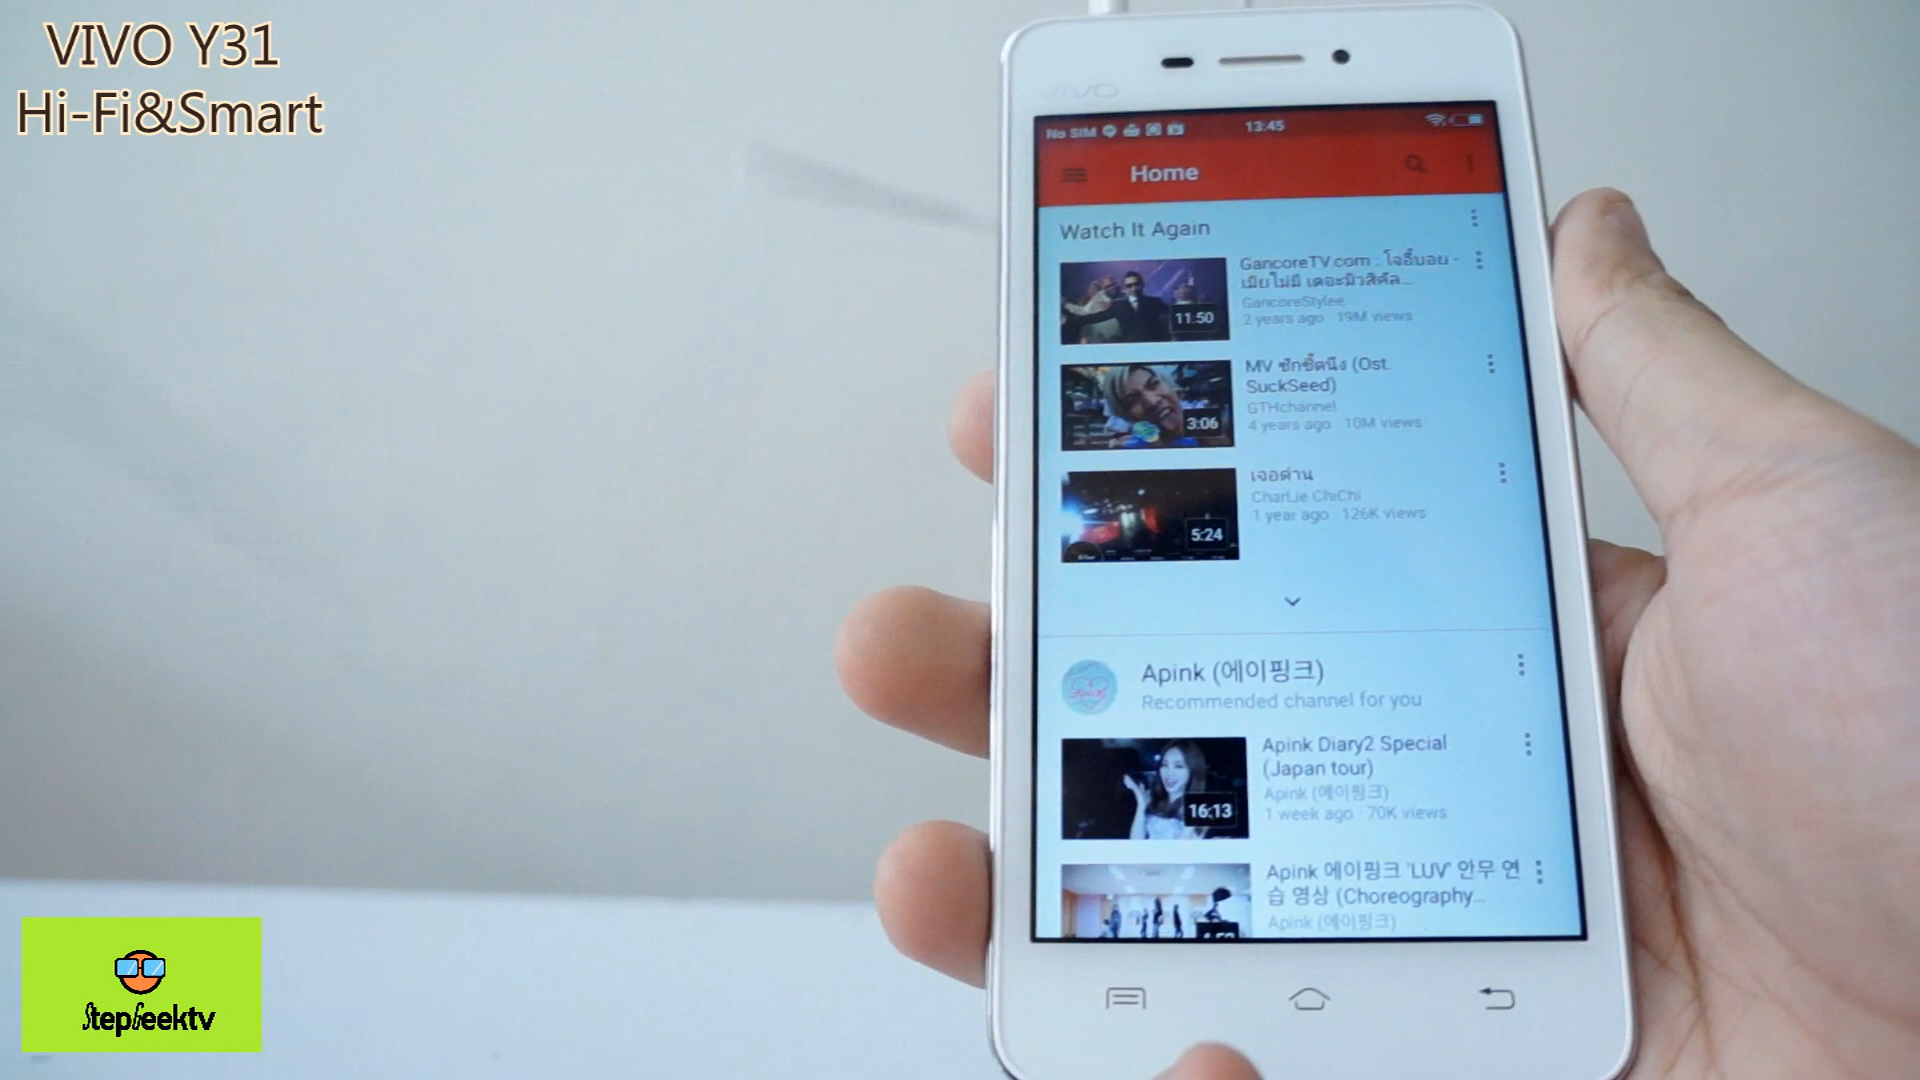 VIVO Y31
Hi-Fi&Smart
VIVO
No SIM 13:45
Home
Watch It Again
GancoreTV.com : โจอี้บอย -
เมียไม่มี เดอะมิวสิคัล...
GancoreStylee
2 years ago · 19M views
11:50
MV ซักซี้ดนึง (Ost.
SuckSeed)
GTHchannel
4 years ago · 10M views
3:06
เจอด่าน
CharLie ChiChi
1 year ago · 126K views
5:24
Apink (에이핑크)
Recommended channel for you
Apink Diary2 Special
(Japan tour)
Apink (에이핑크)
1 week ago · 70K views
16:13
Apink 에이핑크 'LUV' 안무 연
습 영상 (Choreography...
Apink (에이핑크)
StepGeektv